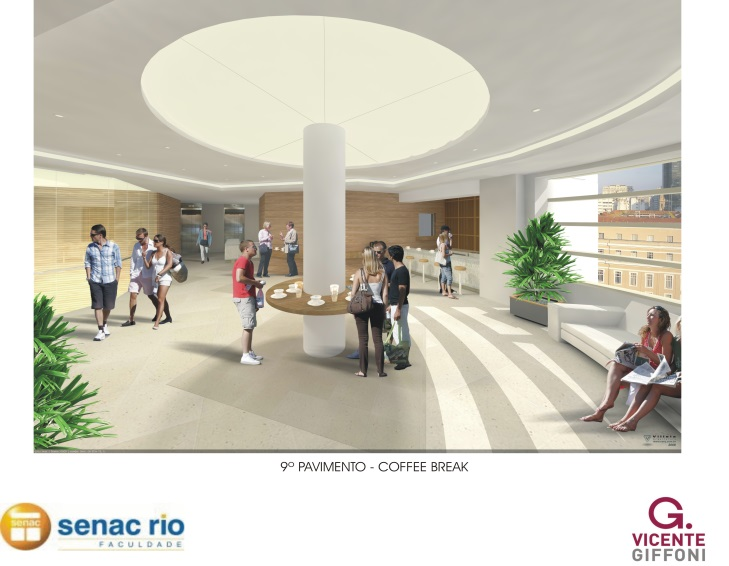 9º PAVIMENTO - COFFEE BREAK
senac
senac rio
FACULDADE
G.
VICENTE
GIFFONI